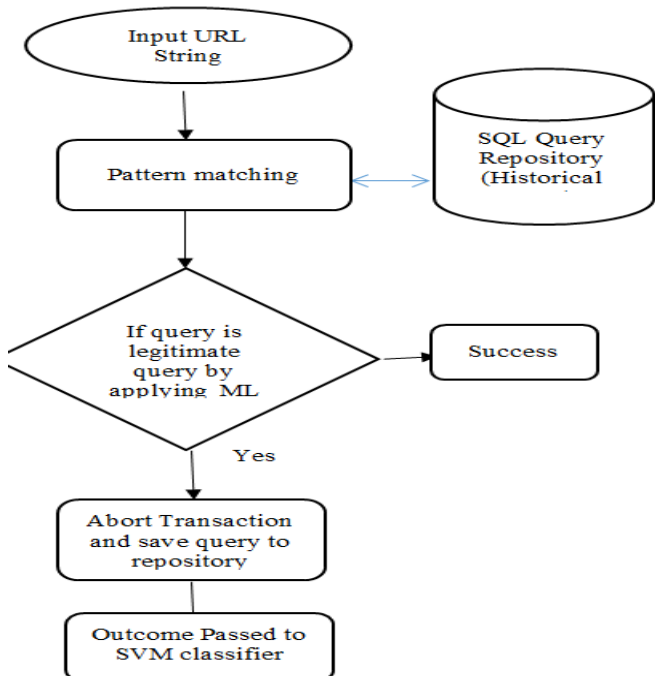 Input URL
String
Pattern matching
SQL Query
Repository
(Historical
If query is
legitimate
query by
applying ML
Success
Yes
Abort Transaction
and save query to
repository
Outcome Passed to
SVM classifier